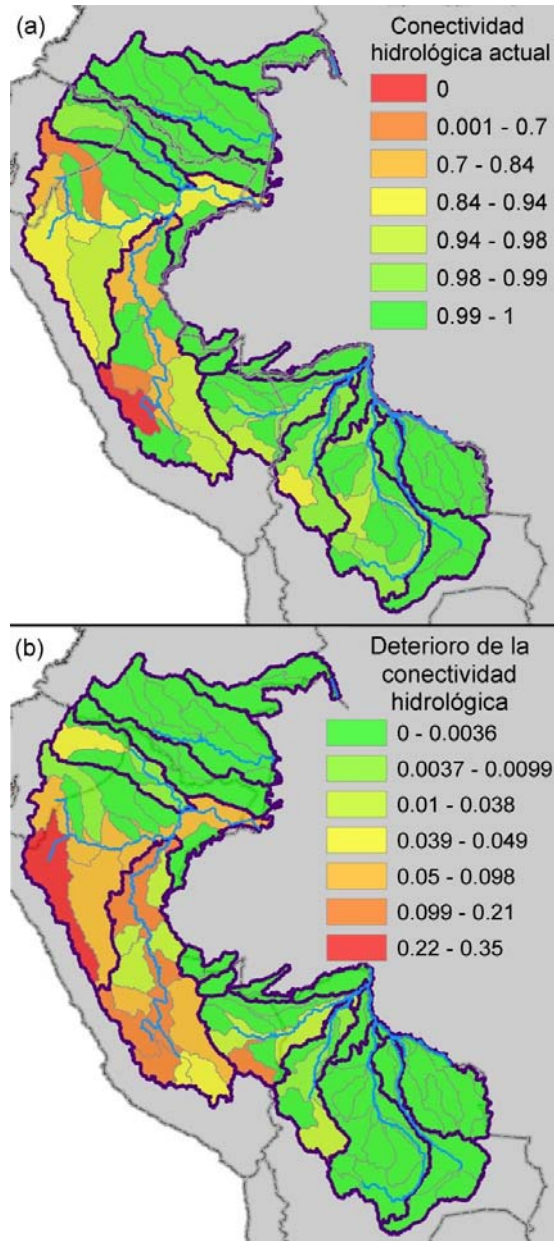 (a)
Conectividad
hidrológica actual
0
0.001 - 0.7
0.7 - 0.84
0.84 - 0.94
0.94 - 0.98
0.98 - 0.99
0.99 - 1
(b)
Deterioro de la
conectividad
hidrológica
0 - 0.0036
0.0037 - 0.0099
0.01 - 0.038
0.039 - 0.049
0.05 - 0.098
0.099 - 0.21
0.22 - 0.35